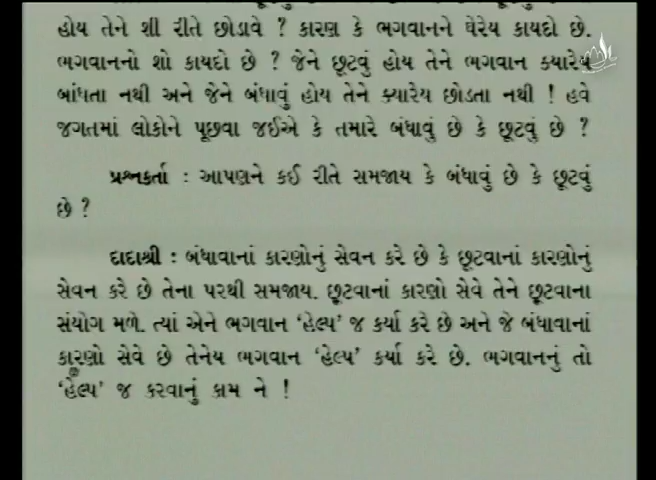 હોય તેને શી રીતે છોડાવે ? કારણ કે ભગવાનને ઘેરેય કાયદો છે.
ભગવાનનો શો કાયદો છે ? જેને છૂટવું હોય તેને ભગવાન ક્યારેય
બાંધતા નથી અને જેને બંધાવું હોય તેને ક્યારેય છોડતા નથી ! હવે
જગતમાં લોકોને પૂછવા જઈએ કે તમારે બંધાવું છે કે છૂટવું છે ?
પ્રશ્નકર્તા : આપણને કઈ રીતે સમજાય કે બંધાવું છે કે છૂટવું
છે ?
દાદાશ્રી : બંધાવાનાં કારણોનું સેવન કરે છે કે છૂટવાનાં કારણોનું
સેવન કરે છે તેના પરથી સમજાય. છૂટવાનાં કારણો સેવે તેને છૂટવાના
સંયોગ મળે. ત્યાં એને ભગવાન ‘હેલ્પ’ જ કર્યા કરે છે અને જે બંધાવાનાં
કારણો સેવે છે તેનેય ભગવાન ‘હેલ્પ’ કર્યા કરે છે. ભગવાનનું તો
‘હેલ્પ’ જ કરવાનું કામ ને !